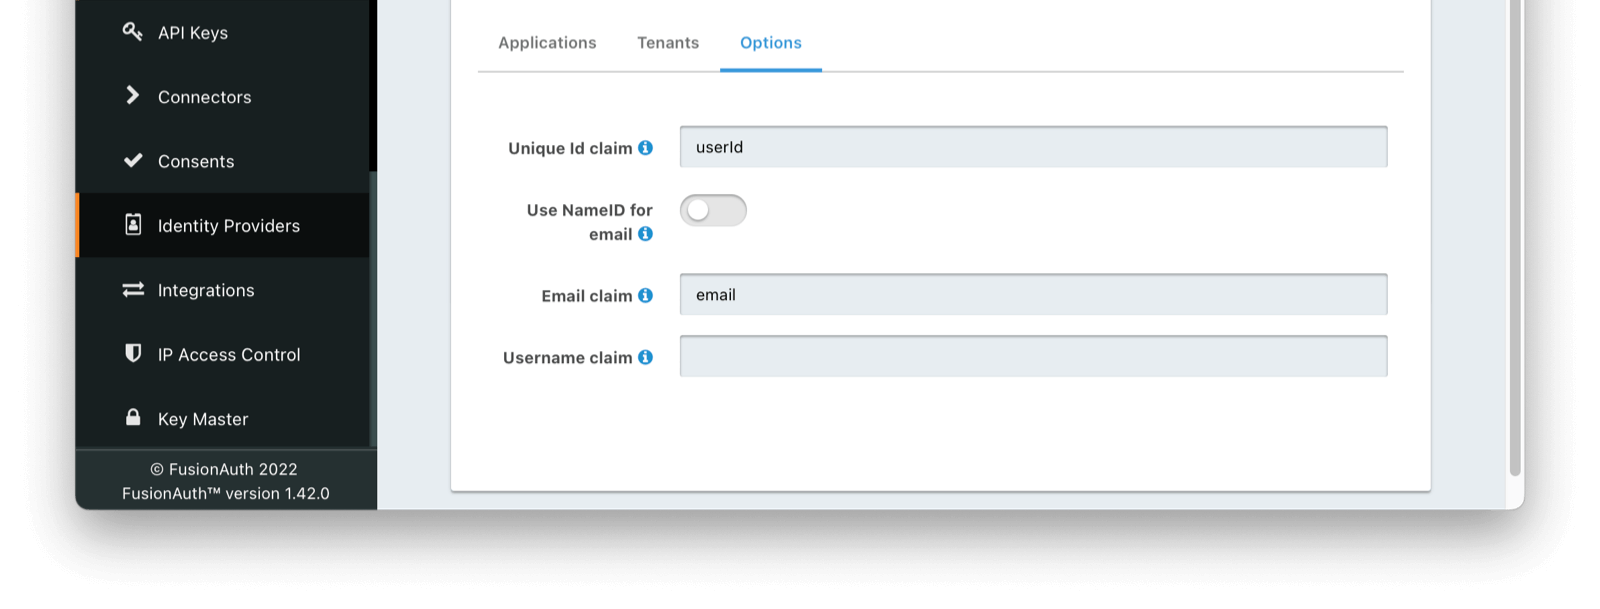 API Keys
Connectors
Consents
Identity Providers
Integrations
IP Access Control
Key Master
© FusionAuth 2022
FusionAuth™ version 1.42.0
Applications Tenants Options
Unique Id claim userId
Use NameID for
email
Email claim email
Username claim